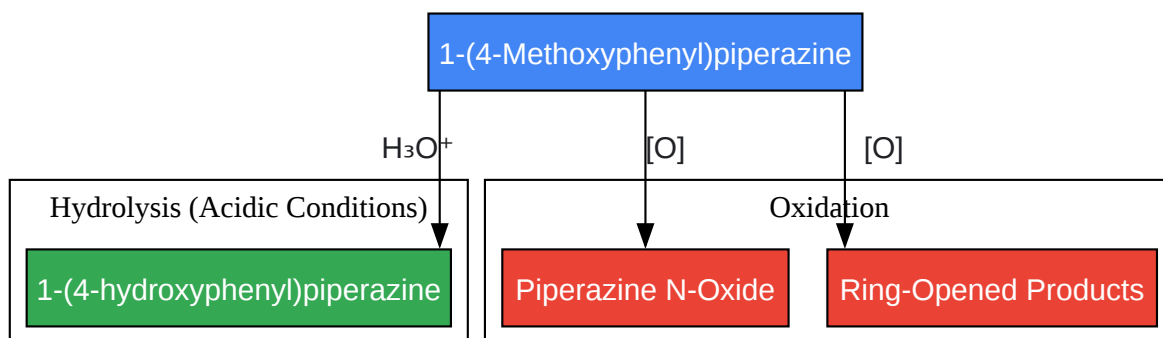 1-(4-Methoxyphenyl)piperazine
H₃O⁺
[O]
[O]
Hydrolysis (Acidic Conditions)
Oxidation
1-(4-hydroxyphenyl)piperazine
Piperazine N-Oxide
Ring-Opened Products